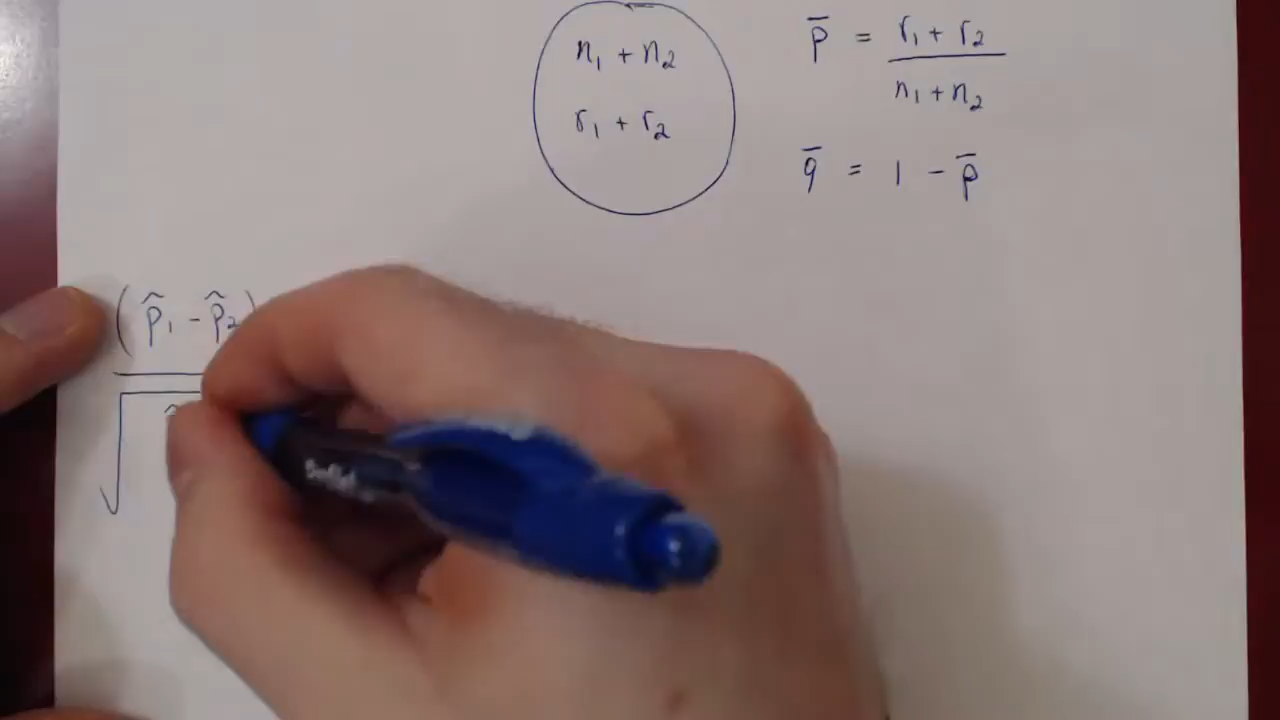 n₁ + n₂
r₁ + r₂
p̄ = r₁ + r₂
n₁ + n₂
q̄ = 1 - p̄
(p̂₁ - p̂₂)